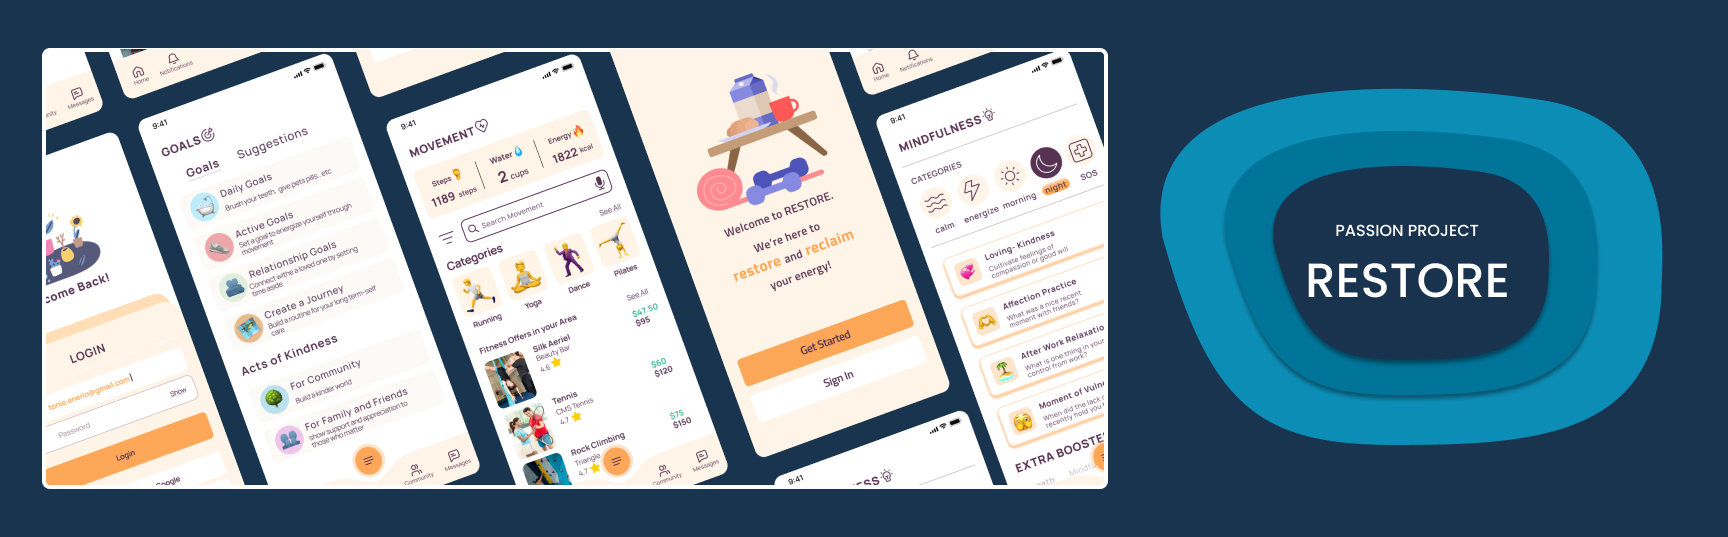 Home
Notifications
Messages
come Back!
LOGIN
tonie.enerio@gmail.com
Show
Password
Login
Google
9:41
GOALS
Goals
Suggestions
Daily Goals
Brush your teeth, give pets pills...etc
Active Goals
Set a goal to energize yourself through
movement
Relationship Goals
Connect withe a loved one by setting
time aside
Create a Journey
Build a routine for your long term-self
care
Acts of Kindness
For Community
Build a kinder world
For Family and Friends
show support and appreciation to
those who matter
Community
Messages
9:41
MOVEMENT
Steps
1189 steps
Water
2 cups
Energy
1822 kcal
Search Movement
Categories
See All
Running
Yoga
Dance
Pilates
Fitness Offers in your Area
See All
Silk Aeriel
Beauty Bar
4.6
$47.50
$95
Tennis
CMS Tennis
4.7
$60
$120
Rock Climbing
Triangle
4.7
$75
$150
Community
Messages
Welcome to RESTORE.
We're here to
restore and reclaim
your energy!
Get Started
Sign In
Home
Notifications
9:41
MINDFULNESS
CATEGORIES
calm
energize
morning
night
SOS
Loving- Kindness
Cultivate feelings of
compassion or good will
Affection Practice
What was a nice recent
moment with friends?
After Work Relaxatio
What is one thing in your
control from work?
Moment of Vulne
When did the lack o
recently hold you
EXTRA BOOSTE
9:41
ESS
PASSION PROJECT
RESTORE